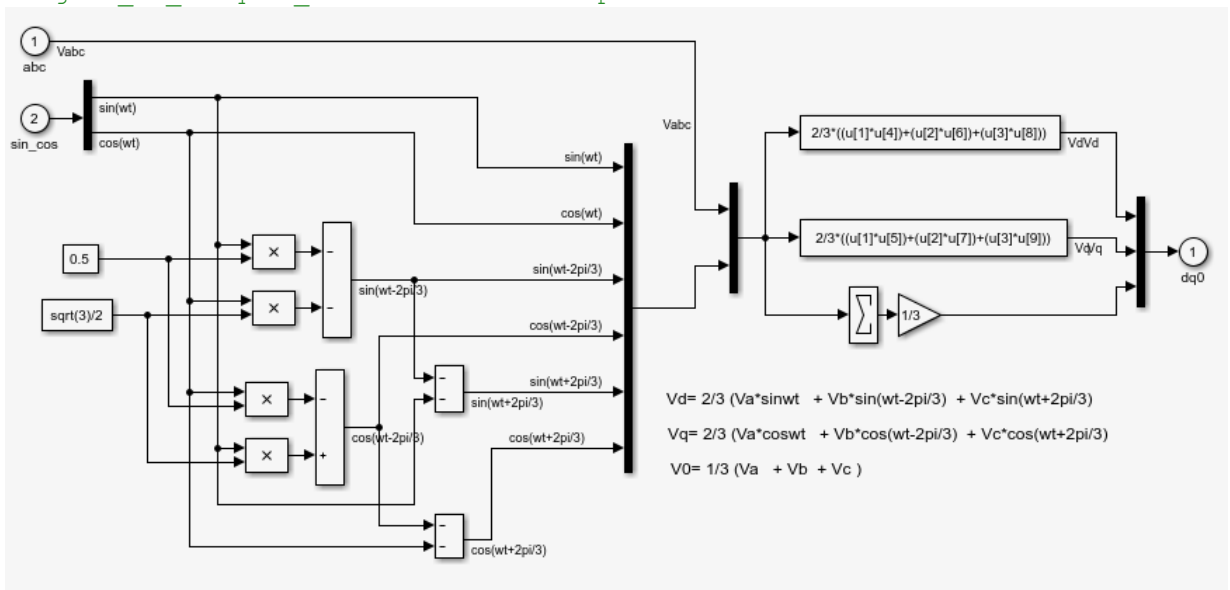 1
Vabc
abc
2
sin_cos
sin(wt)
cos(wt)
0.5
sqrt(3)/2
×
×
×
×
-
-
sin(wt-2pi/3)
-
+
cos(wt-2pi/3)
-
-
sin(wt+2pi/3)
-
-
cos(wt+2pi/3)
sin(wt)
cos(wt)
sin(wt-2pi/3)
cos(wt-2pi/3)
sin(wt+2pi/3)
cos(wt+2pi/3)
Vabc
2/3*((u[1]*u[4])+(u[2]*u[6])+(u[3]*u[8]))
VdVd
2/3*((u[1]*u[5])+(u[2]*u[7])+(u[3]*u[9]))
VqVq
Σ
1/3
1
dq0
Vd= 2/3 (Va*sinwt + Vb*sin(wt-2pi/3) + Vc*sin(wt+2pi/3)
Vq= 2/3 (Va*coswt + Vb*cos(wt-2pi/3) + Vc*cos(wt+2pi/3)
V0= 1/3 (Va + Vb + Vc )